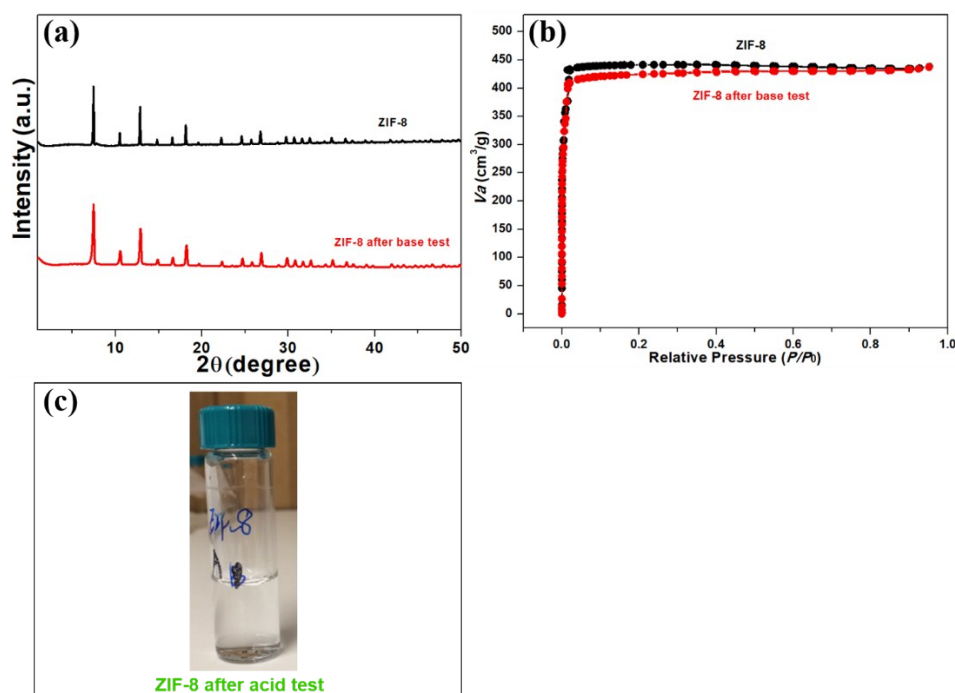 (a)
Intensity (a.u.)
ZIF-8
ZIF-8 after base test
10 20 30 40 50
2θ(degree)
(b)
500
450
400
350
300
250
200
150
100
50
0
Va (cm³/g)
ZIF-8
ZIF-8 after base test
0.0 0.2 0.4 0.6 0.8 1.0
Relative Pressure (P/P₀)
(c)
ZIF-8
A
ZIF-8 after acid test